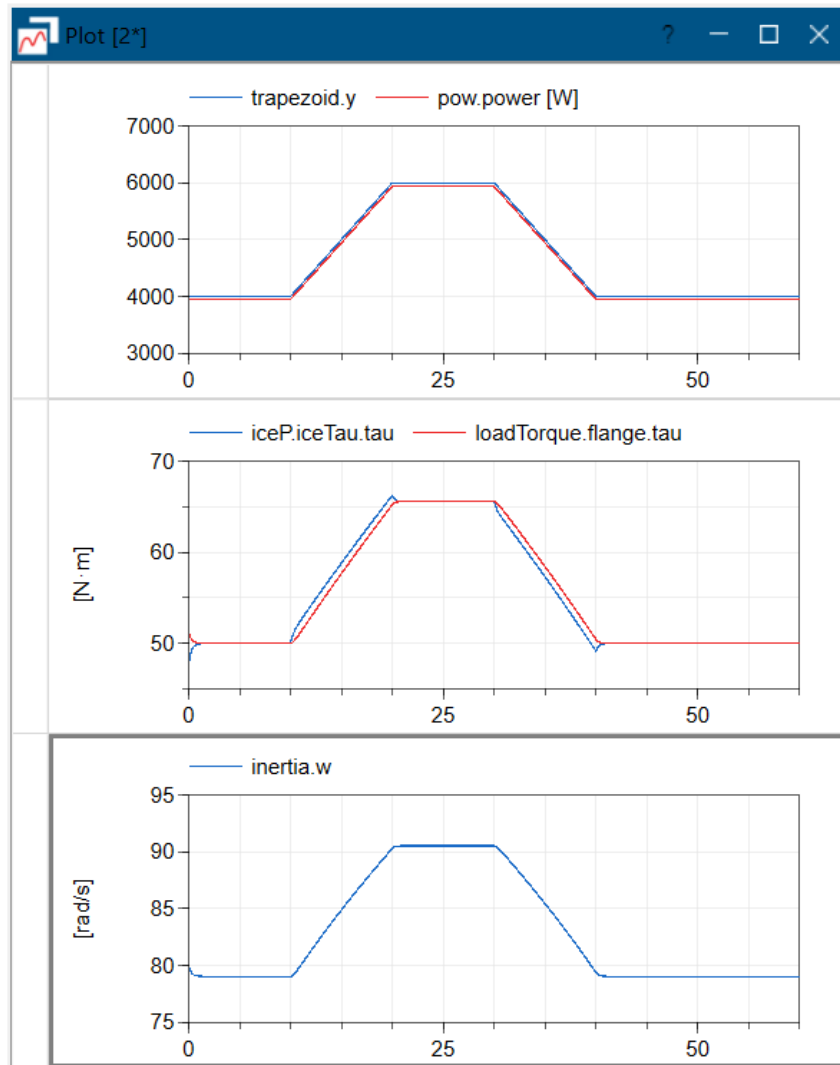 Plot [2*] ?
trapezoid.y pow.power [W]
7000
6000
5000
4000
3000
0 25 50
iceP.iceTau.tau loadTorque.flange.tau
70
60
50
[N·m]
0 25 50
inertia.w
95
90
85
80
75
[rad/s]
0 25 50